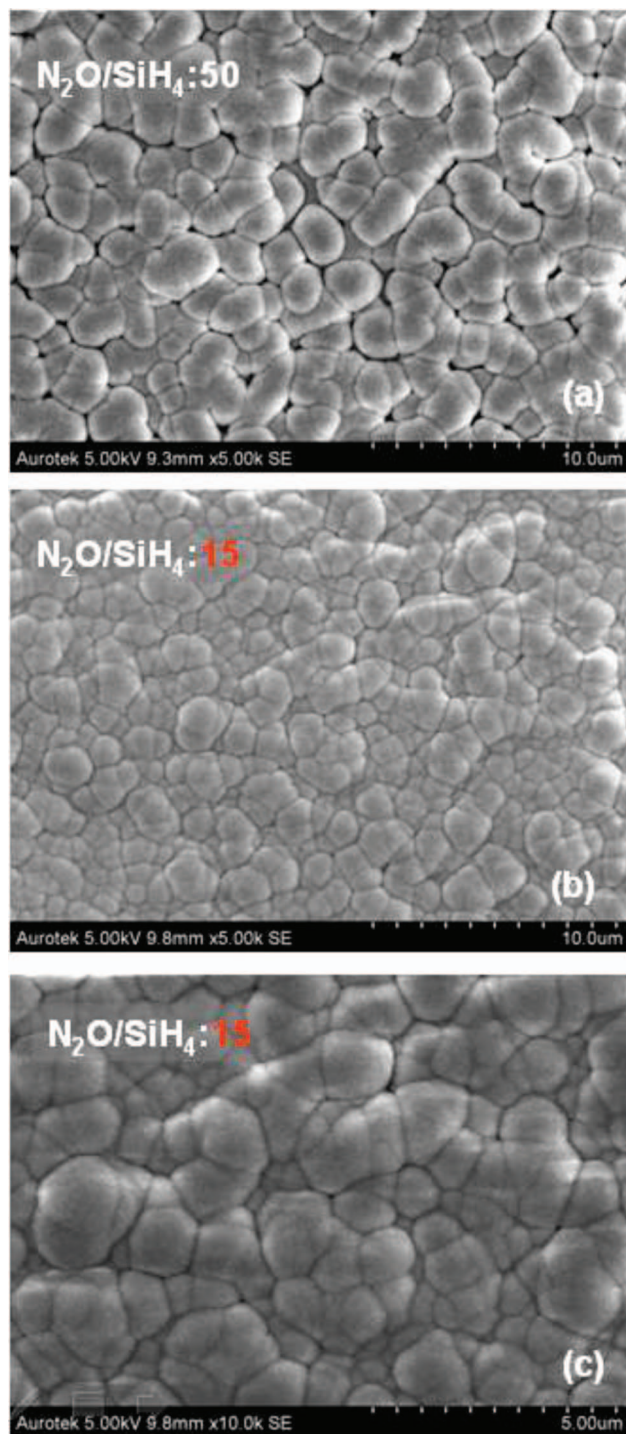 N₂O/SiH₄:50
(a)
Aurotek 5.00kV 9.3mm x5.00k SE 10.0um
N₂O/SiH₄:15
(b)
Aurotek 5.00kV 9.8mm x5.00k SE 10.0um
N₂O/SiH₄:15
(c)
Aurotek 5.00kV 9.8mm x10.0k SE 5.00um